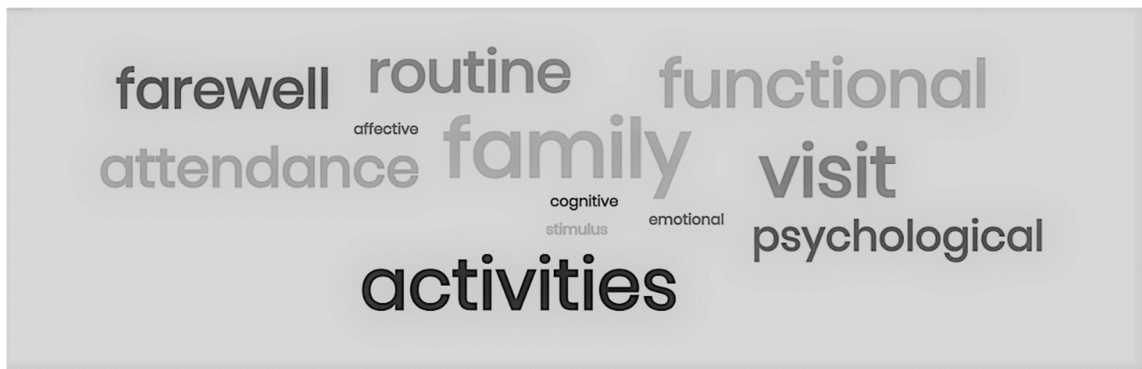 farewell
routine
functional
affective
family
attendance
visit
cognitive
emotional
stimulus
psychological
activities